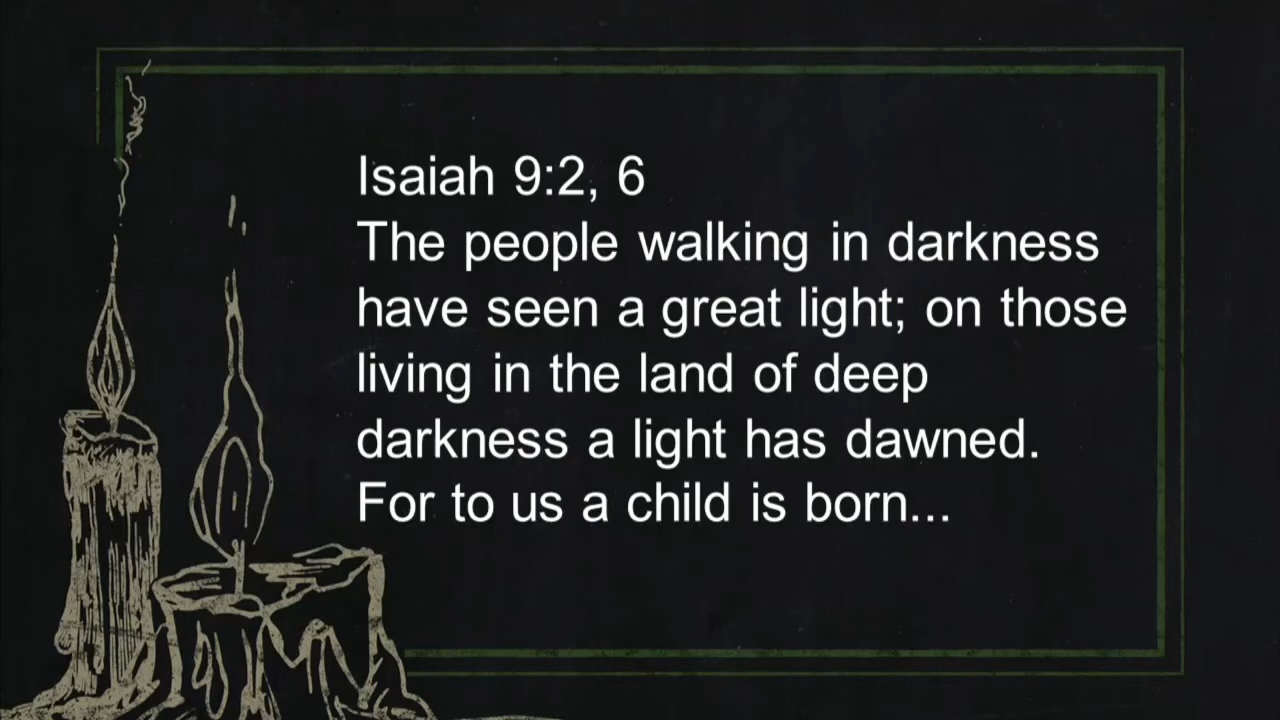 Isaiah 9:2, 6
The people walking in darkness
have seen a great light; on those
living in the land of deep
darkness a light has dawned.
For to us a child is born...